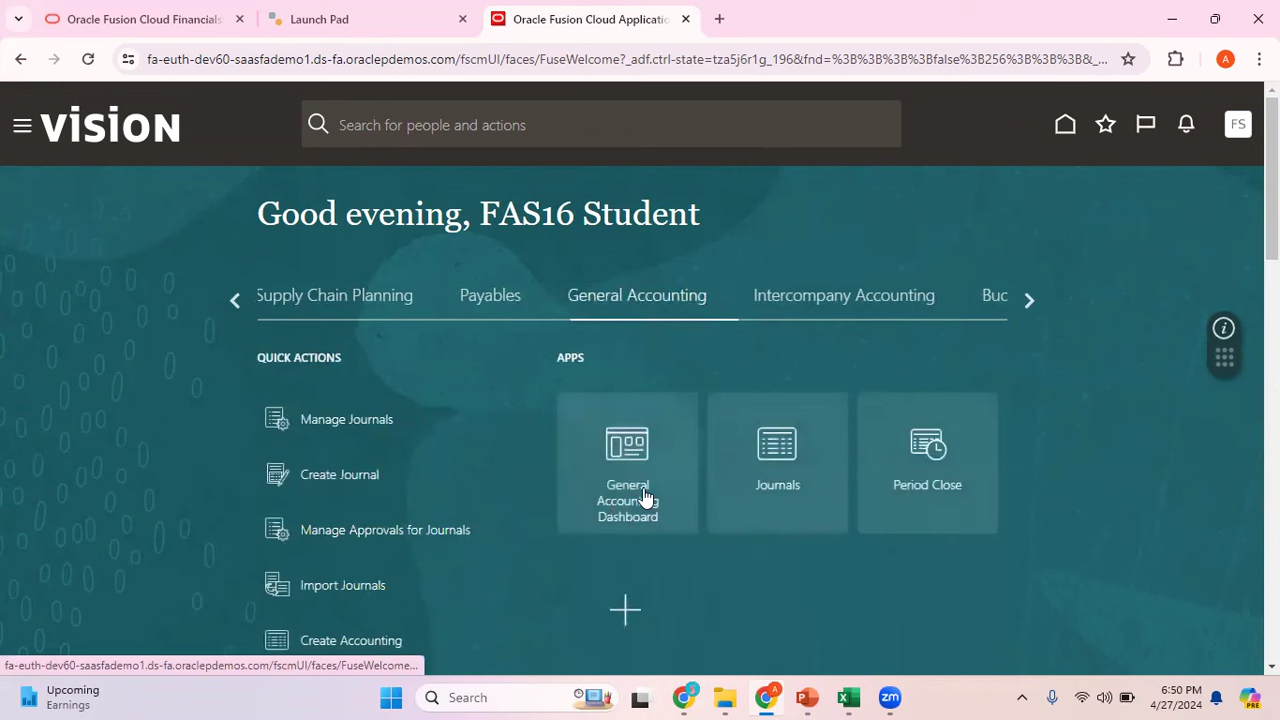 Oracle Fusion Cloud Financials
Launch Pad
Oracle Fusion Cloud Applicatio
fa-euth-dev60-saasfademo1.ds-fa.oraclepdemos.com/fscmUI/faces/FuseWelcome?_adf.ctrl-state=tza5j6r1g_196&fnd=%3B%3B%3B%3Bfalse%3B256%3B%3B%3B&_...
A
vision
Search for people and actions
FS
Good evening, FAS16 Student
Supply Chain Planning
Payables
General Accounting
Intercompany Accounting
Buc
QUICK ACTIONS
APPS
Manage Journals
Create Journal
Manage Approvals for Journals
Import Journals
Create Accounting
General
Accounting
Dashboard
Journals
Period Close
fa-euth-dev60-saasfademo1.ds-fa.oraclepdemos.com/fscmUI/faces/FuseWelcome...
Upcoming
Earnings
Search
6:50 PM
4/27/2024